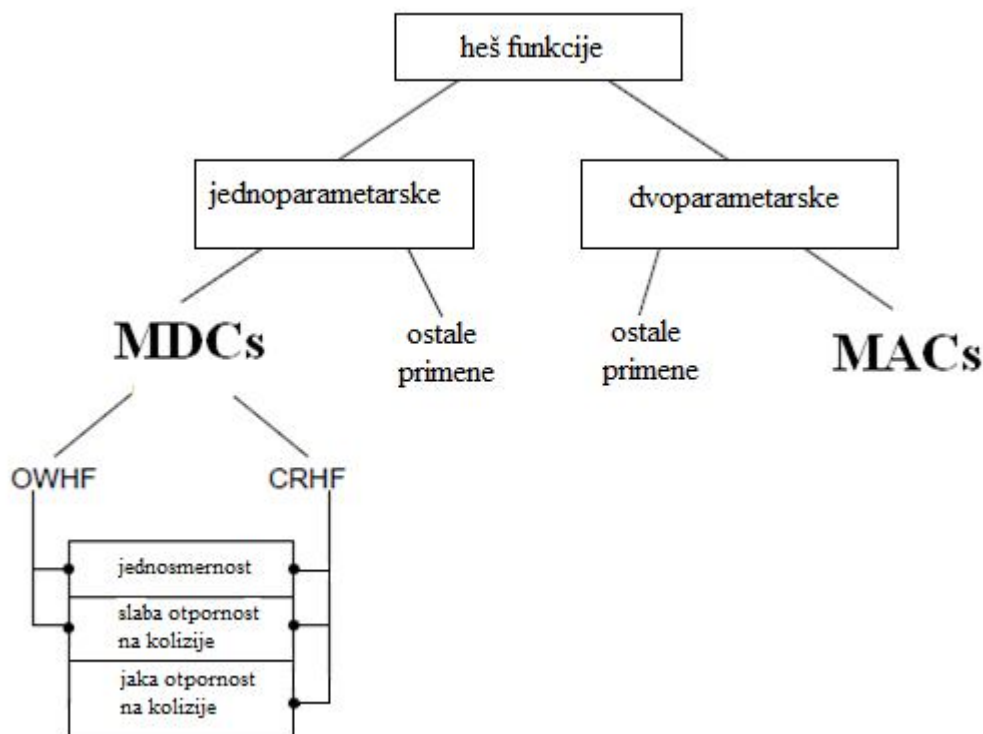 heš funkcije
jednoparametarske
dvoparametarske
MDCs
ostale
primene
ostale
primene
MACs
OWHF
CRHF
jednosmernost
slaba otpornost
na kolizije
jaka otpornost
na kolizije